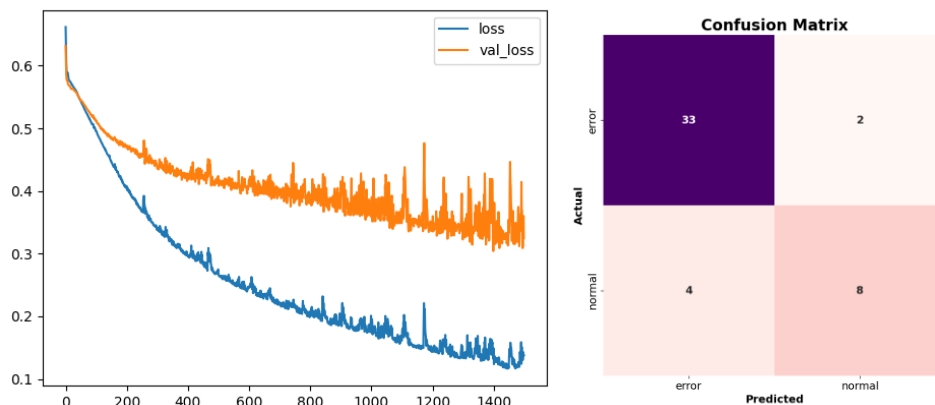 loss
val_loss
0.6
0.5
0.4
0.3
0.2
0.1
0 200 400 600 800 1000 1200 1400
Confusion Matrix
Actual
error
normal
33 2
4 8
error normal
Predicted